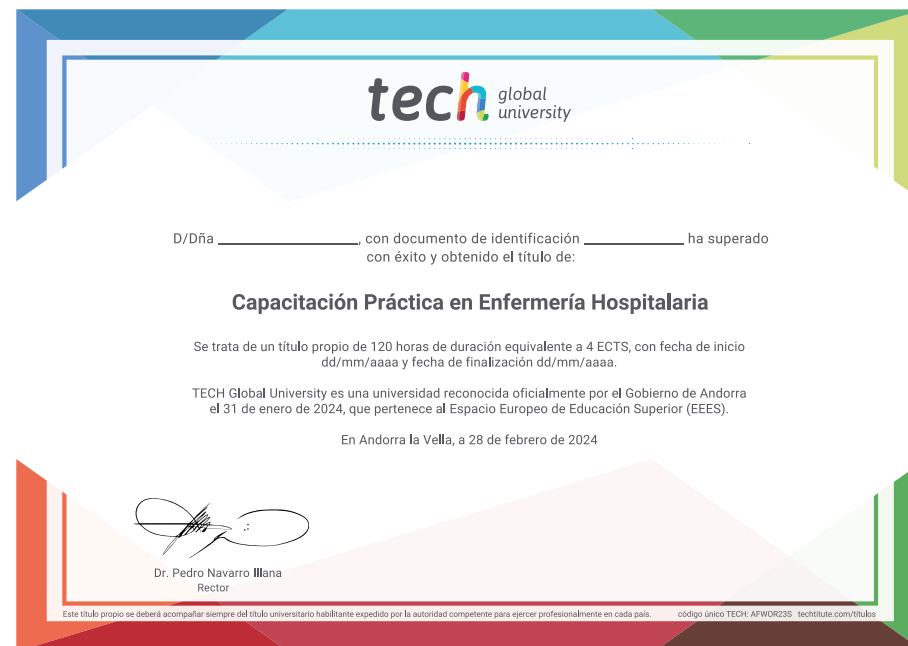 tech global university
D/Dña ____________, con documento de identificación ____________ ha superado
con éxito y obtenido el título de:
Capacitación Práctica en Enfermería Hospitalaria
Se trata de un título propio de 120 horas de duración equivalente a 4 ECTS, con fecha de inicio
dd/mm/aaaa y fecha de finalización dd/mm/aaaa.
TECH Global University es una universidad reconocida oficialmente por el Gobierno de Andorra
el 31 de enero de 2024, que pertenece al Espacio Europeo de Educación Superior (EEES).
En Andorra la Vella, a 28 de febrero de 2024
Dr. Pedro Navarro Illana
Rector
Este título propio se deberá acompañar siempre del título universitario habilitante expedido por la autoridad competente para ejercer profesionalmente en cada país. código único TECH: AFWOR23S techtitute.com/titulos